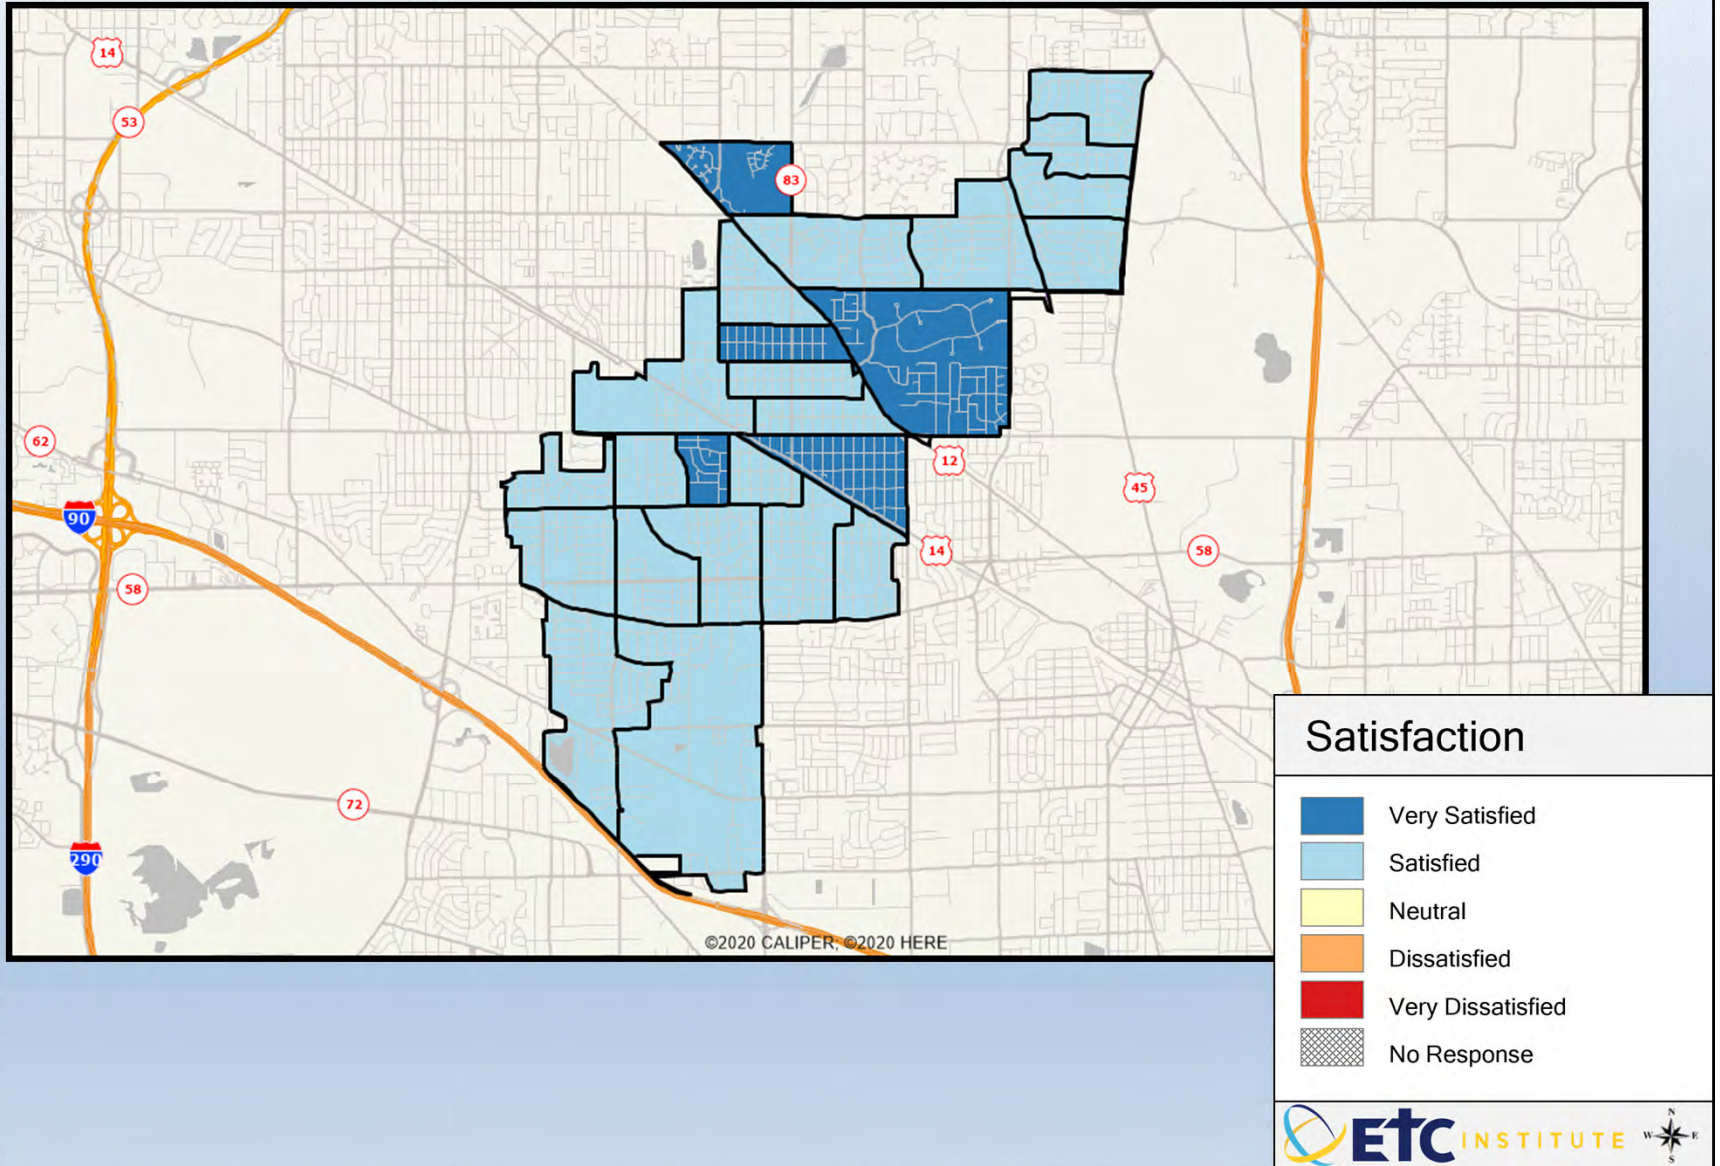 14
53
83
62
12
45
90
14
58
58
72
290
©2020 CALIPER; ©2020 HERE
Satisfaction
Very Satisfied
Satisfied
Neutral
Dissatisfied
Very Dissatisfied
No Response
ETC INSTITUTE
N
W E
S